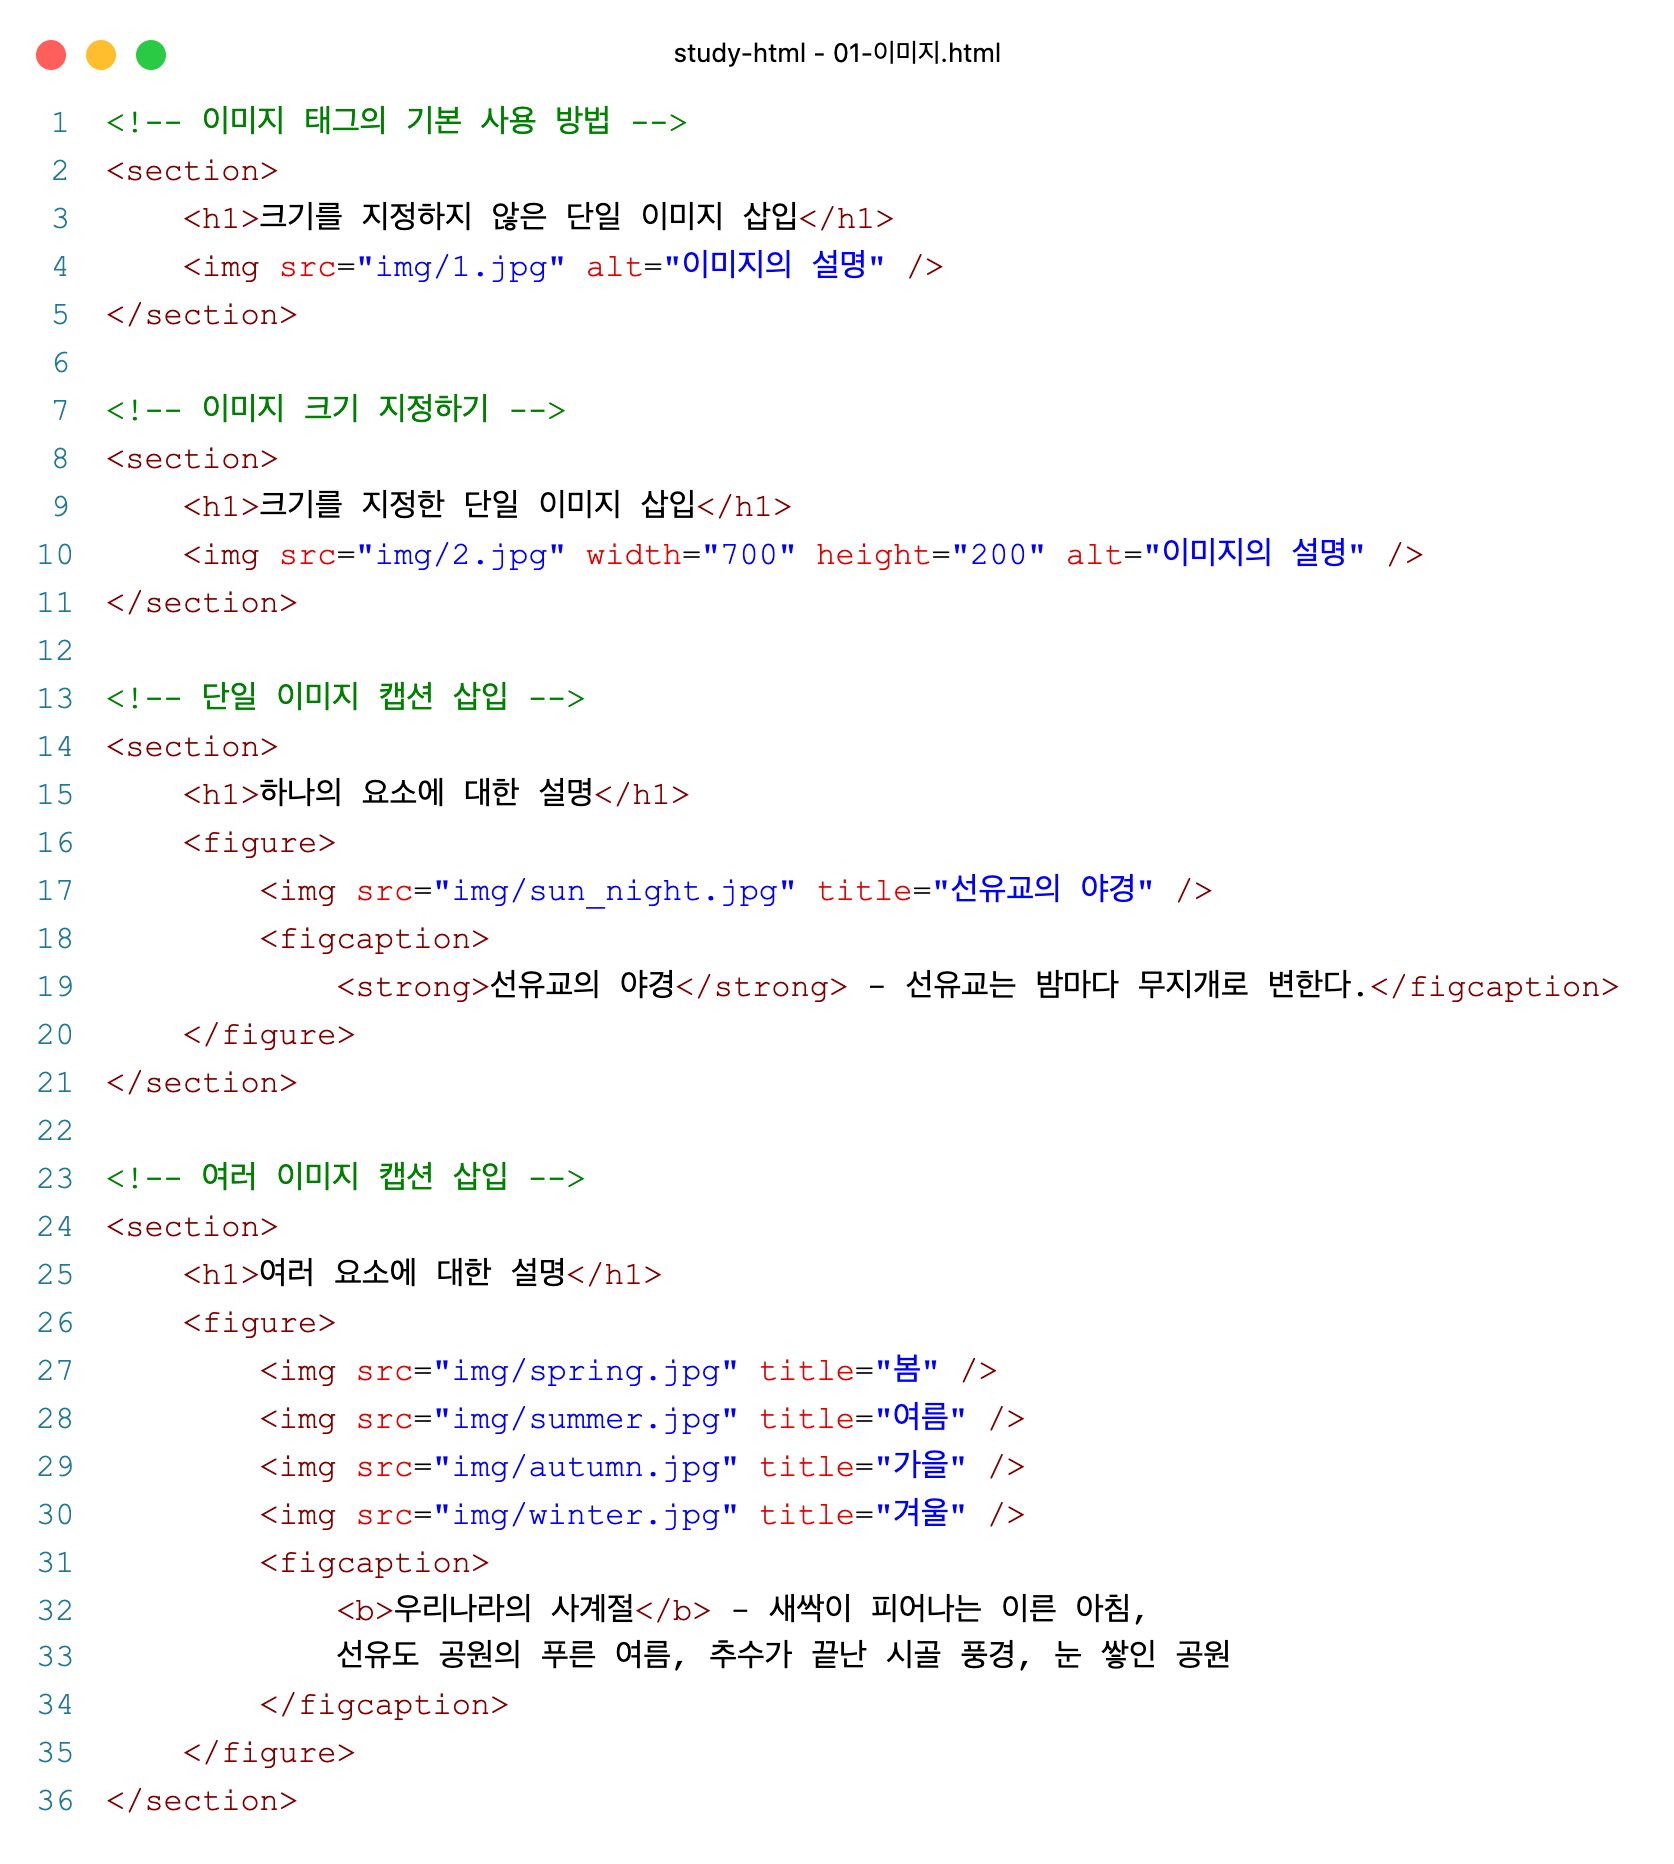 study-html - 01-이미지.html
1 <!-- 이미지 태그의 기본 사용 방법 -->
2 <section>
3     <h1>크기를 지정하지 않은 단일 이미지 삽입</h1>
4     <img src="img/1.jpg" alt="이미지의 설명" />
5 </section>
6
7 <!-- 이미지 크기 지정하기 -->
8 <section>
9     <h1>크기를 지정한 단일 이미지 삽입</h1>
10     <img src="img/2.jpg" width="700" height="200" alt="이미지의 설명" />
11 </section>
12
13 <!-- 단일 이미지 캡션 삽입 -->
14 <section>
15     <h1>하나의 요소에 대한 설명</h1>
16     <figure>
17         <img src="img/sun_night.jpg" title="선유교의 야경" />
18         <figcaption>
19             <strong>선유교의 야경</strong> - 선유교는 밤마다 무지개로 변한다.</figcaption>
20     </figure>
21 </section>
22
23 <!-- 여러 이미지 캡션 삽입 -->
24 <section>
25     <h1>여러 요소에 대한 설명</h1>
26     <figure>
27         <img src="img/spring.jpg" title="봄" />
28         <img src="img/summer.jpg" title="여름" />
29         <img src="img/autumn.jpg" title="가을" />
30         <img src="img/winter.jpg" title="겨울" />
31         <figcaption>
32             <b>우리나라의 사계절</b> - 새싹이 피어나는 이른 아침,
33             선유도 공원의 푸른 여름, 추수가 끝난 시골 풍경, 눈 쌓인 공원
34         </figcaption>
35     </figure>
36 </section>